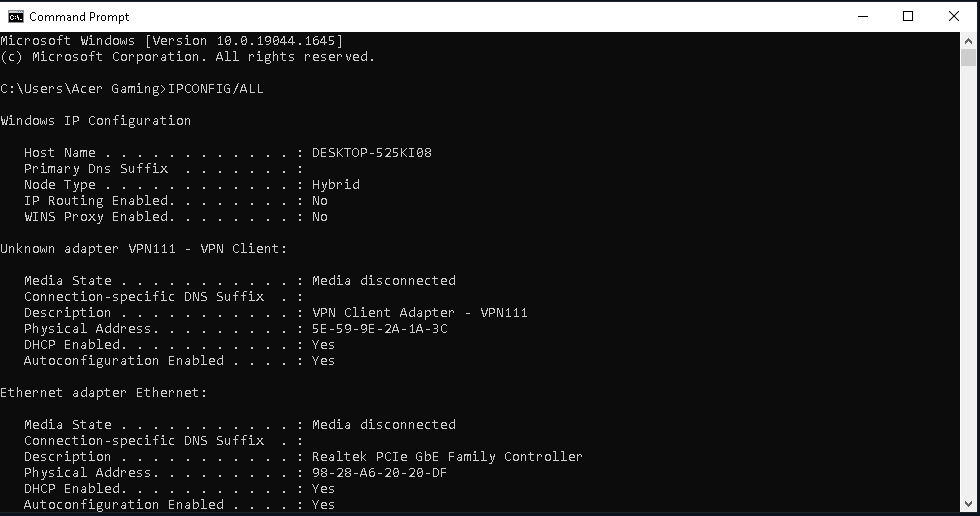 Command Prompt
Microsoft Windows [Version 10.0.19044.1645]
(c) Microsoft Corporation. All rights reserved.
C:\Users\Acer Gaming>IPCONFIG/ALL
Windows IP Configuration
Host Name . . . . . . . . . . . . : DESKTOP-525KI08
Primary Dns Suffix  . . . . . . . :
Node Type . . . . . . . . . . . . : Hybrid
IP Routing Enabled. . . . . . . . : No
WINS Proxy Enabled. . . . . . . . : No
Unknown adapter VPN111 - VPN Client:
Media State . . . . . . . . . . . : Media disconnected
Connection-specific DNS Suffix  . :
Description . . . . . . . . . . . : VPN Client Adapter - VPN111
Physical Address. . . . . . . . . : 5E-59-9E-2A-1A-3C
DHCP Enabled. . . . . . . . . . . : Yes
Autoconfiguration Enabled . . . . : Yes
Ethernet adapter Ethernet:
Media State . . . . . . . . . . . : Media disconnected
Connection-specific DNS Suffix  . :
Description . . . . . . . . . . . : Realtek PCIe GbE Family Controller
Physical Address. . . . . . . . . : 98-28-A6-20-20-DF
DHCP Enabled. . . . . . . . . . . : Yes
Autoconfiguration Enabled . . . . : Yes